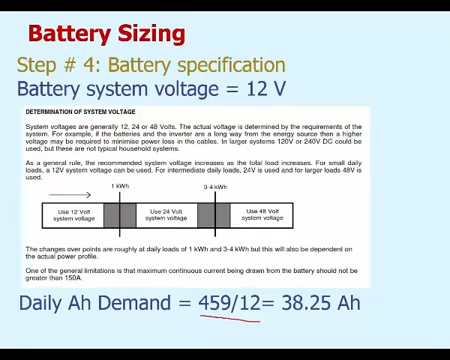 Battery Sizing
Step # 4: Battery specification
Battery system voltage = 12 V
DETERMINATION OF SYSTEM VOLTAGE
System voltages are generally 12, 24 or 48 Volts. The actual voltage is determined by the requirements of the
system. For example, if the batteries and the inverter are a long way from the energy source then a higher
voltage may be required to minimise power loss in the cables. In larger systems 120V or 240V DC could be
used, but these are not typical household systems.
As a general rule, the recommended system voltage increases as the total load increases. For small daily
loads, a 12V system voltage can be used. For intermediate daily loads, 24V is used and for larger loads 48V is
used.
1 kWh 3-4 kWh
Use 12 Volt Use 24 Volt Use 48 Volt
system voltage system voltage system voltage
The changes over points are roughly at daily loads of 1 kWh and 3-4 kWh but this will also be dependent on
the actual power profile.
One of the general limitations is that maximum continuous current being drawn from the battery should not be
greater than 150A.
Daily Ah Demand = 459/12= 38.25 Ah